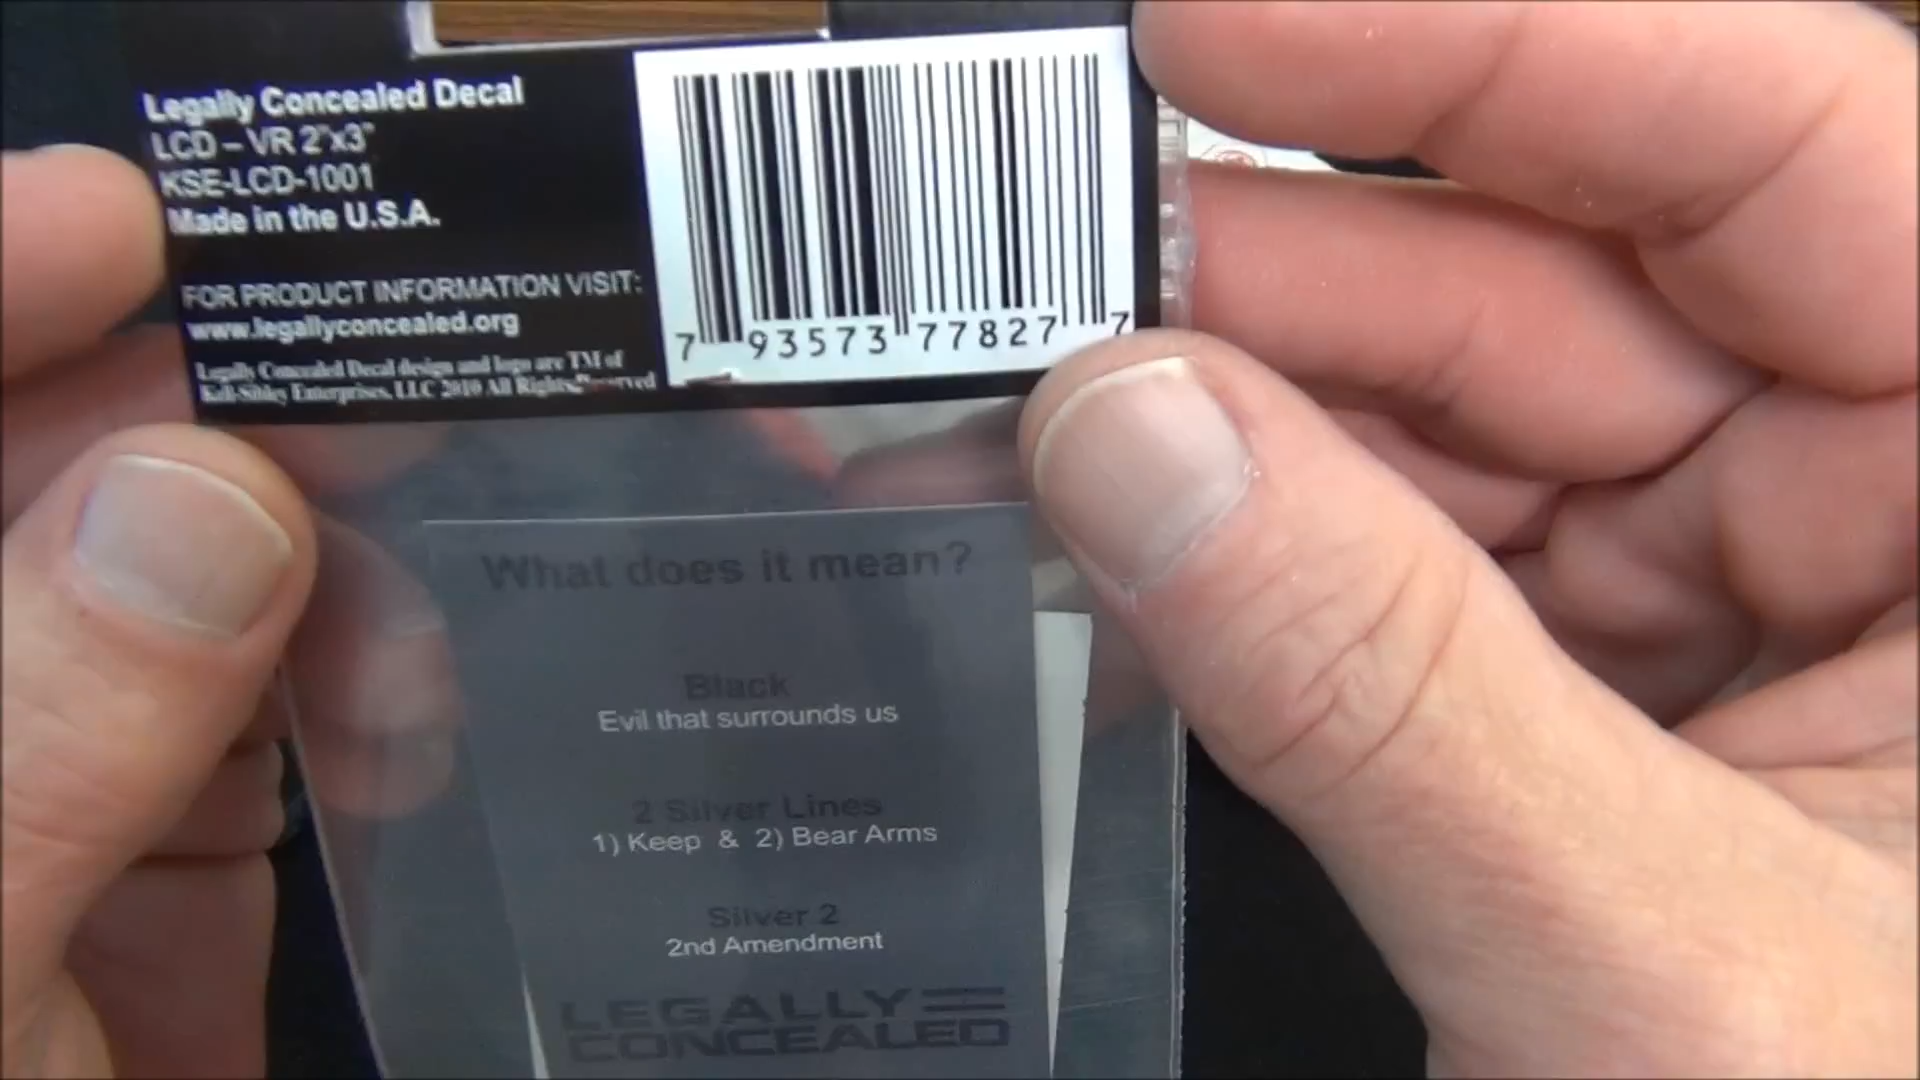 Legally Concealed Decal
LCD – VR 2"x3"
KSE-LCD-1001
Made in the U.S.A.
FOR PRODUCT INFORMATION VISIT:
www.legallyconcealed.org
Legally Concealed Decal design and logo are TM of
Kell-Sibley Enterprises, LLC 2010 All Rights Reserved
7 93573 77827 7
What does it mean?
Black
Evil that surrounds us
2 Silver Lines
1) Keep & 2) Bear Arms
Silver 2
2nd Amendment
LEGALLY
CONCEALED